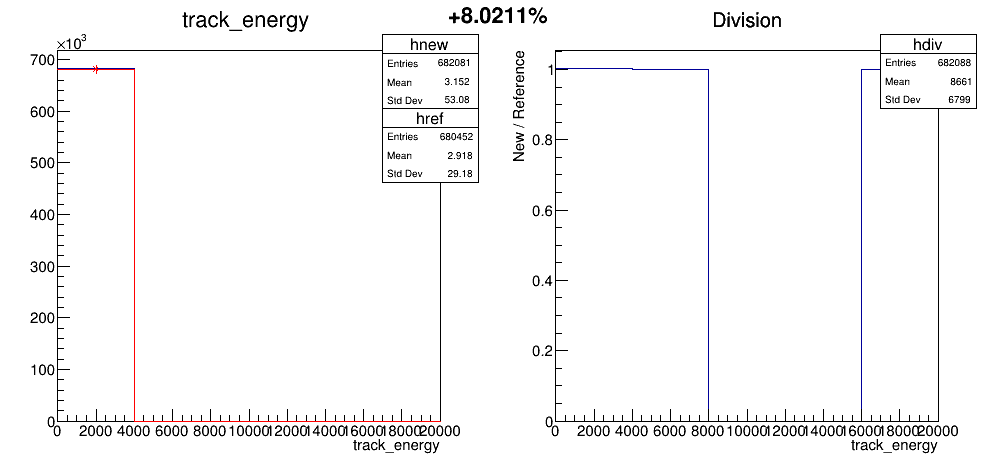 +8.0211%
track_energy
×10³
700
600
500
400
300
200
100
0
0 2000 4000 6000 8000 10000 12000 14000 16000 18000 20000
track_energy
hnew
Entries 682081
Mean 3.152
Std Dev 53.08
href
Entries 680452
Mean 2.918
Std Dev 29.18
Division
New / Reference
1
0.8
0.6
0.4
0.2
0
0 2000 4000 6000 8000 10000 12000 14000 16000 18000 20000
track_energy
hdiv
Entries 682088
Mean 8661
Std Dev 6799